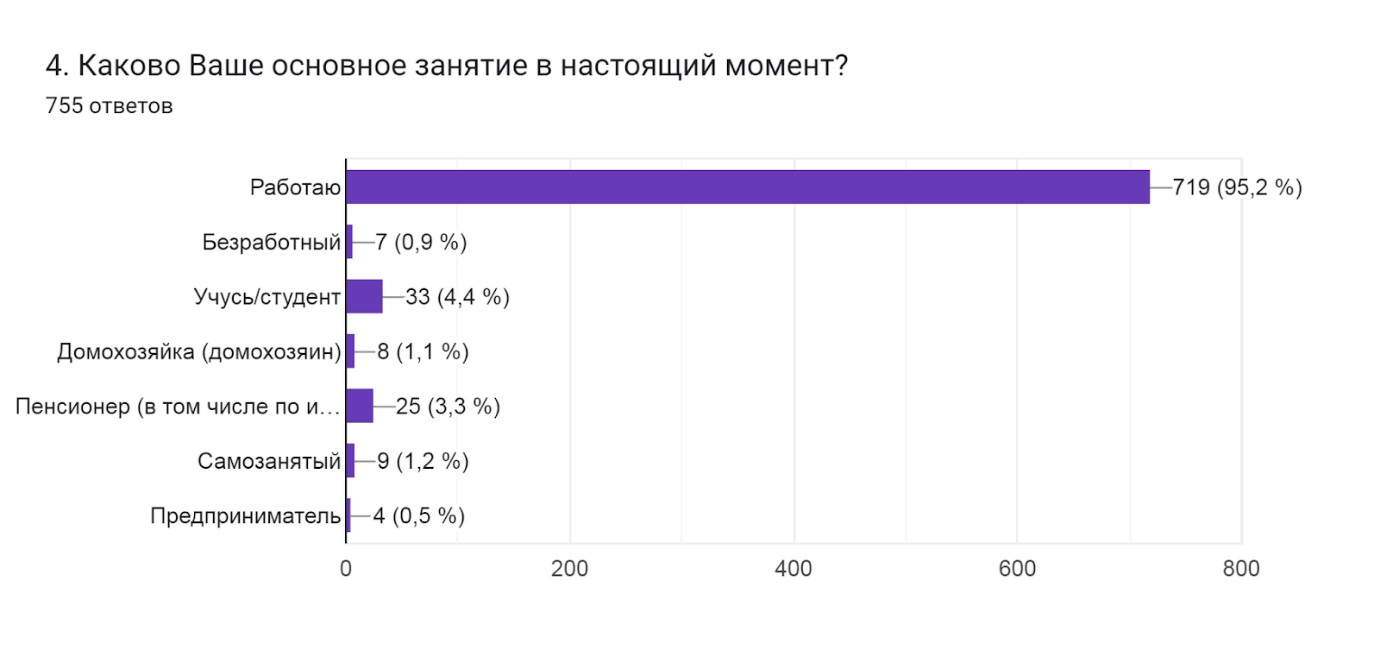 4. Каково Ваше основное занятие в настоящий момент?
755 ответов
Работаю 719 (95,2 %)
Безработный 7 (0,9 %)
Учусь/студент 33 (4,4 %)
Домохозяйка (домохозяин) 8 (1,1 %)
Пенсионер (в том числе по и… 25 (3,3 %)
Самозанятый 9 (1,2 %)
Предприниматель 4 (0,5 %)
0 200 400 600 800